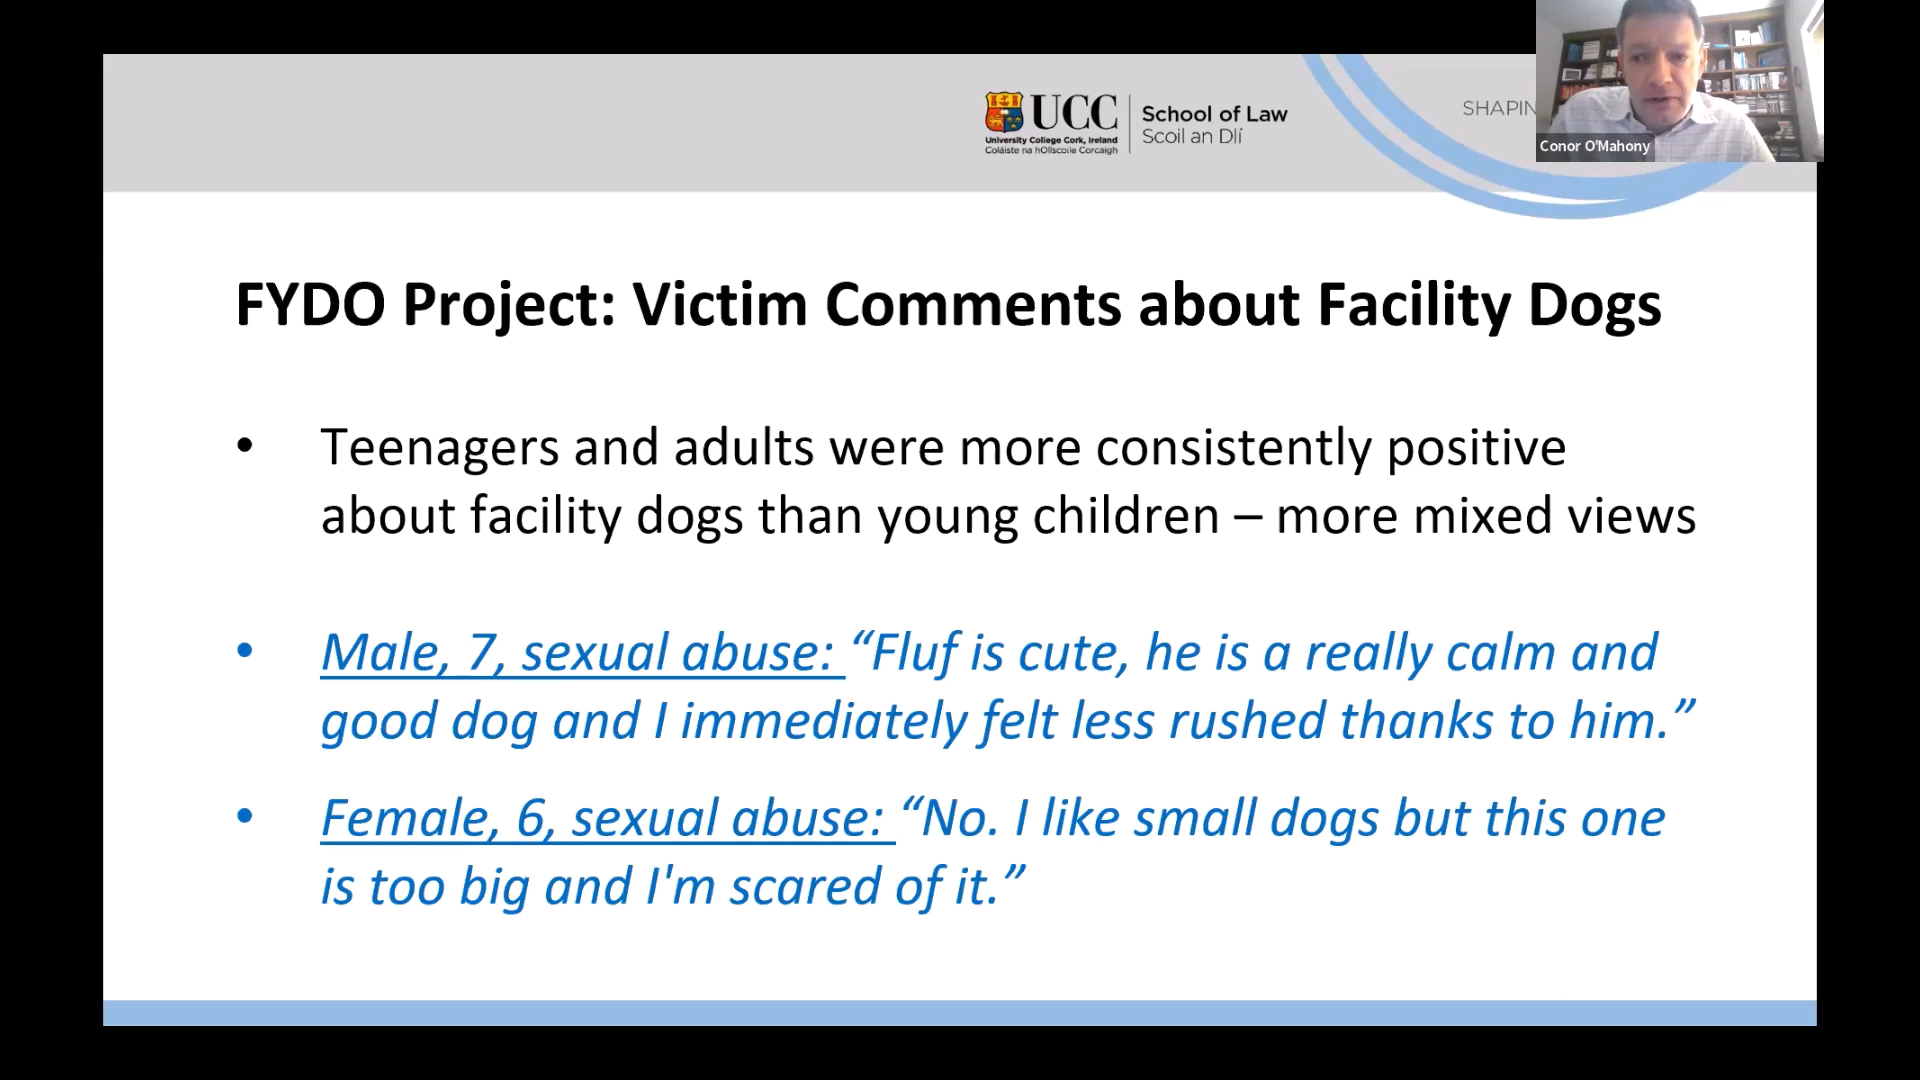 UCC
University College Cork, Ireland
Coláiste na hOllscoile Corcaigh
School of Law
Scoil an Dlí
SHAPIN
Conor O'Mahony
FYDO Project: Victim Comments about Facility Dogs
• Teenagers and adults were more consistently positive
about facility dogs than young children – more mixed views
• Male, 7, sexual abuse: “Fluf is cute, he is a really calm and
good dog and I immediately felt less rushed thanks to him.”
• Female, 6, sexual abuse: “No. I like small dogs but this one
is too big and I'm scared of it.”